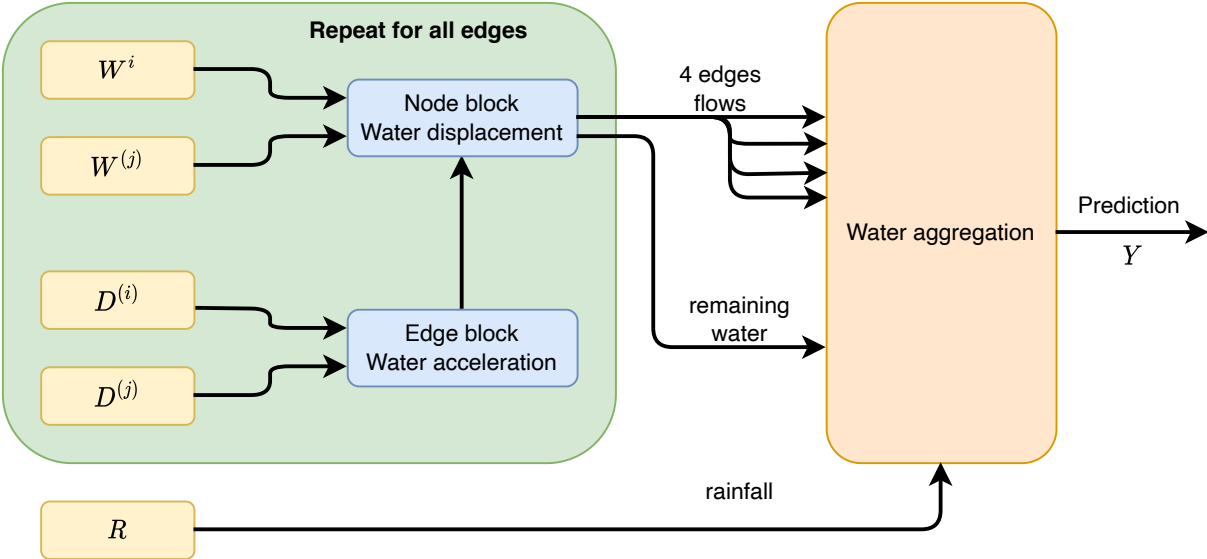 Repeat for all edges
W^i
W^(j)
Node block
Water displacement
4 edges
flows
Water aggregation
Prediction
Y
D^(i)
D^(j)
Edge block
Water acceleration
remaining
water
rainfall
R